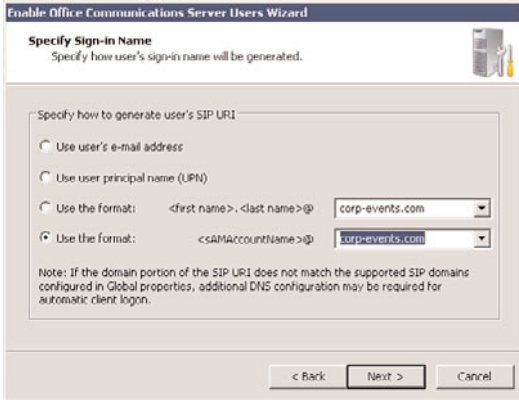 Enable Office Communications Server Users Wizard
Specify Sign-in Name
Specify how user's sign-in name will be generated.
Specify how to generate user's SIP URI
Use user's e-mail address
Use user principal name (UPN)
Use the format: <first name>.<last name>@ corp-events.com
Use the format: <sAMAccountName>@ corp-events.com
Note: If the domain portion of the SIP URI does not match the supported SIP domains
configured in Global properties, additional DNS configuration may be required for
automatic client logon.
< Back Next > Cancel